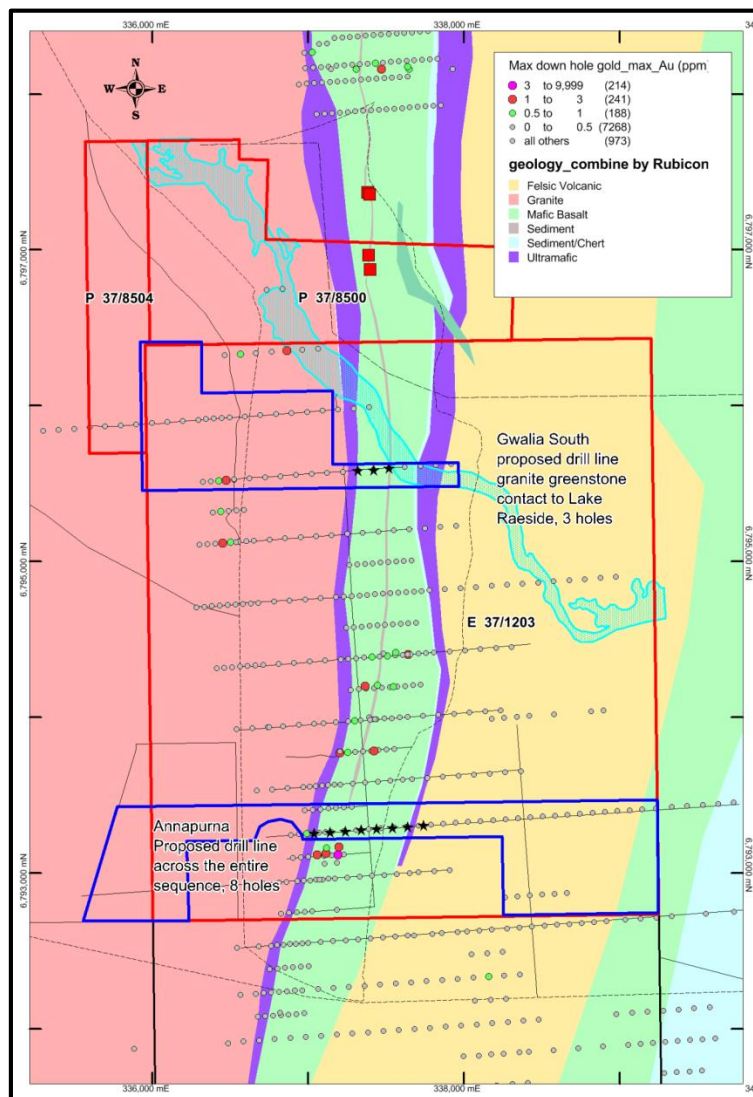 336,000 mE
338,000 mE
34
N
W E
S
Max down hole gold_max_Au (ppm)
3 to 9,999 (214)
1 to 3 (241)
0.5 to 1 (188)
0 to 0.5 (7268)
all others (973)
geology_combine by Rubicon
Felsic Volcanic
Granite
Mafic Basalt
Sediment
Sediment/Chert
Ultramafic
6,797,000 mN
6,797,000 mN
P 37/8504
P 37/8500
Gwalia South
proposed drill line
granite greenstone
contact to Lake
Raeside, 3 holes
6,795,000 mN
6,795,000 mN
E 37/1203
Annapurna
Proposed drill line
across the entire
sequence, 8 holes
6,793,000 mN
6,793,000 mN
336,000 mE
338,000 mE
34